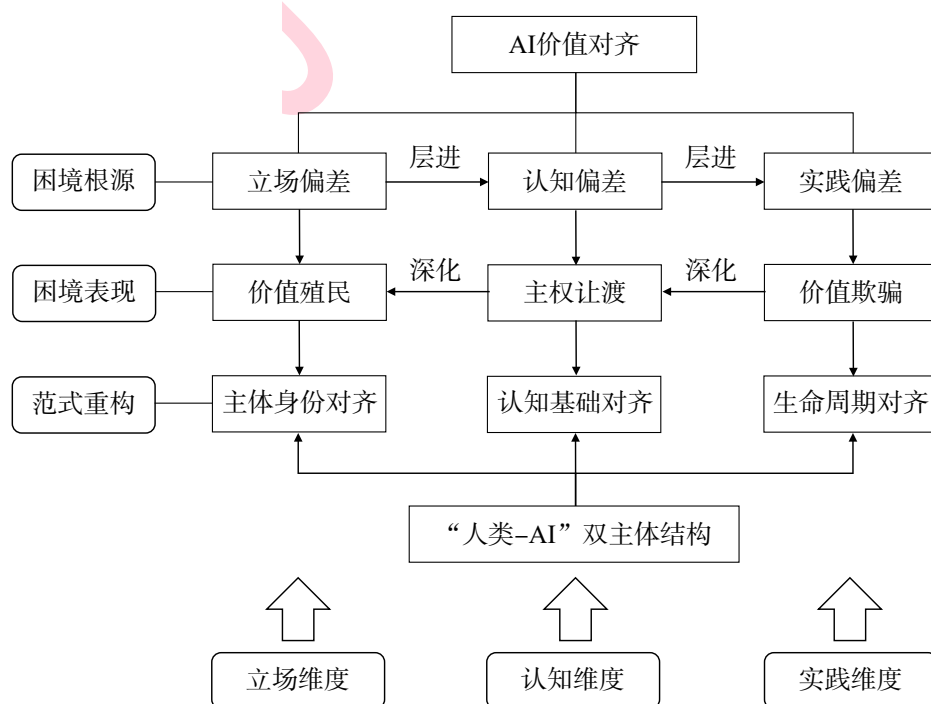 AI价值对齐
层进
层进
困境根源
立场偏差
认知偏差
实践偏差
深化
深化
困境表现
价值殖民
主权让渡
价值欺骗
范式重构
主体身份对齐
认知基础对齐
生命周期对齐
“人类–AI”双主体结构
立场维度
认知维度
实践维度